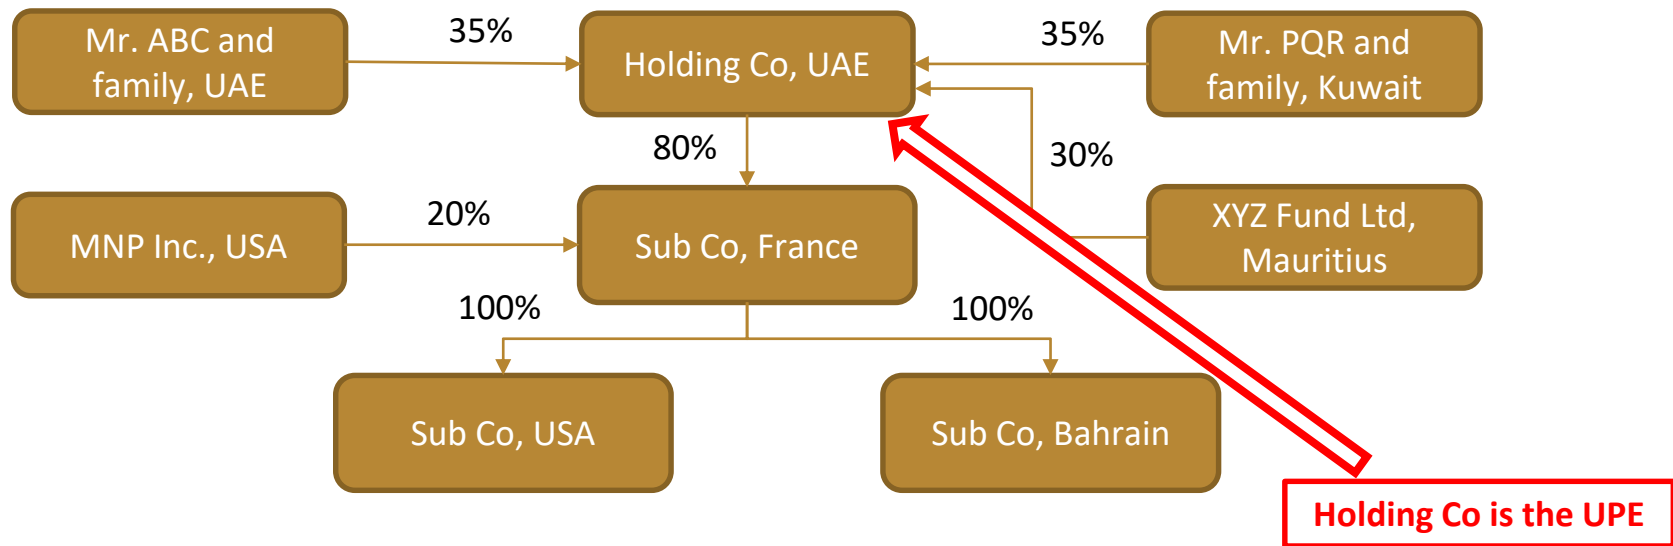 Mr. ABC and
family, UAE
35%
Holding Co, UAE
35%
Mr. PQR and
family, Kuwait
80%
30%
MNP Inc., USA
20%
Sub Co, France
XYZ Fund Ltd,
Mauritius
100%
100%
Sub Co, USA
Sub Co, Bahrain
Holding Co is the UPE